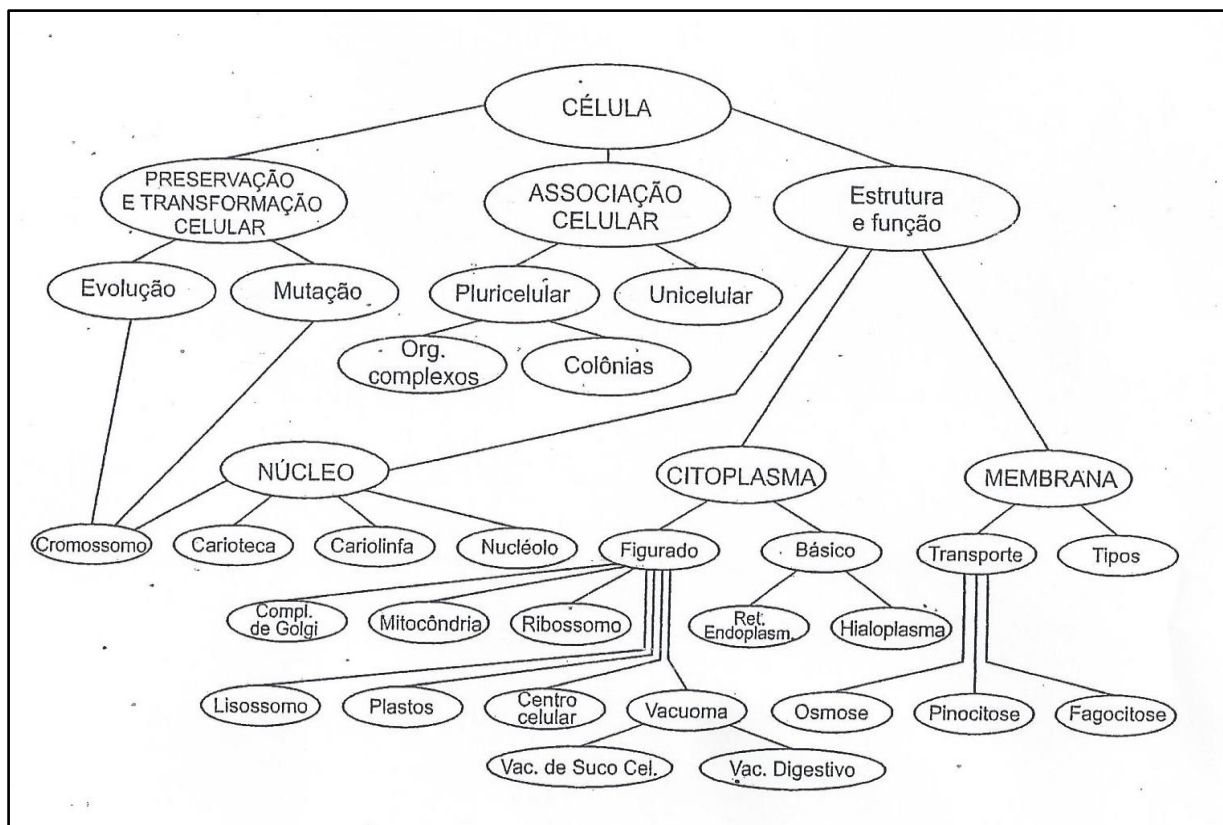 CÉLULA
PRESERVAÇÃO
E TRANSFORMAÇÃO
CELULAR
ASSOCIAÇÃO
CELULAR
Estrutura
e função
Evolução
Mutação
Pluricelular
Unicelular
Org.
complexos
Colônias
NÚCLEO
CITOPLASMA
MEMBRANA
Cromossomo
Carioteca
Cariolinfa
Nucléolo
Figurado
Básico
Transporte
Tipos
Compl.
de Golgi
Mitocôndria
Ribossomo
Ret.
Endoplasm.
Hialoplasma
Lisossomo
Plastos
Centro
celular
Vacuoma
Osmose
Pinocitose
Fagocitose
Vac. de Suco Cel.
Vac. Digestivo